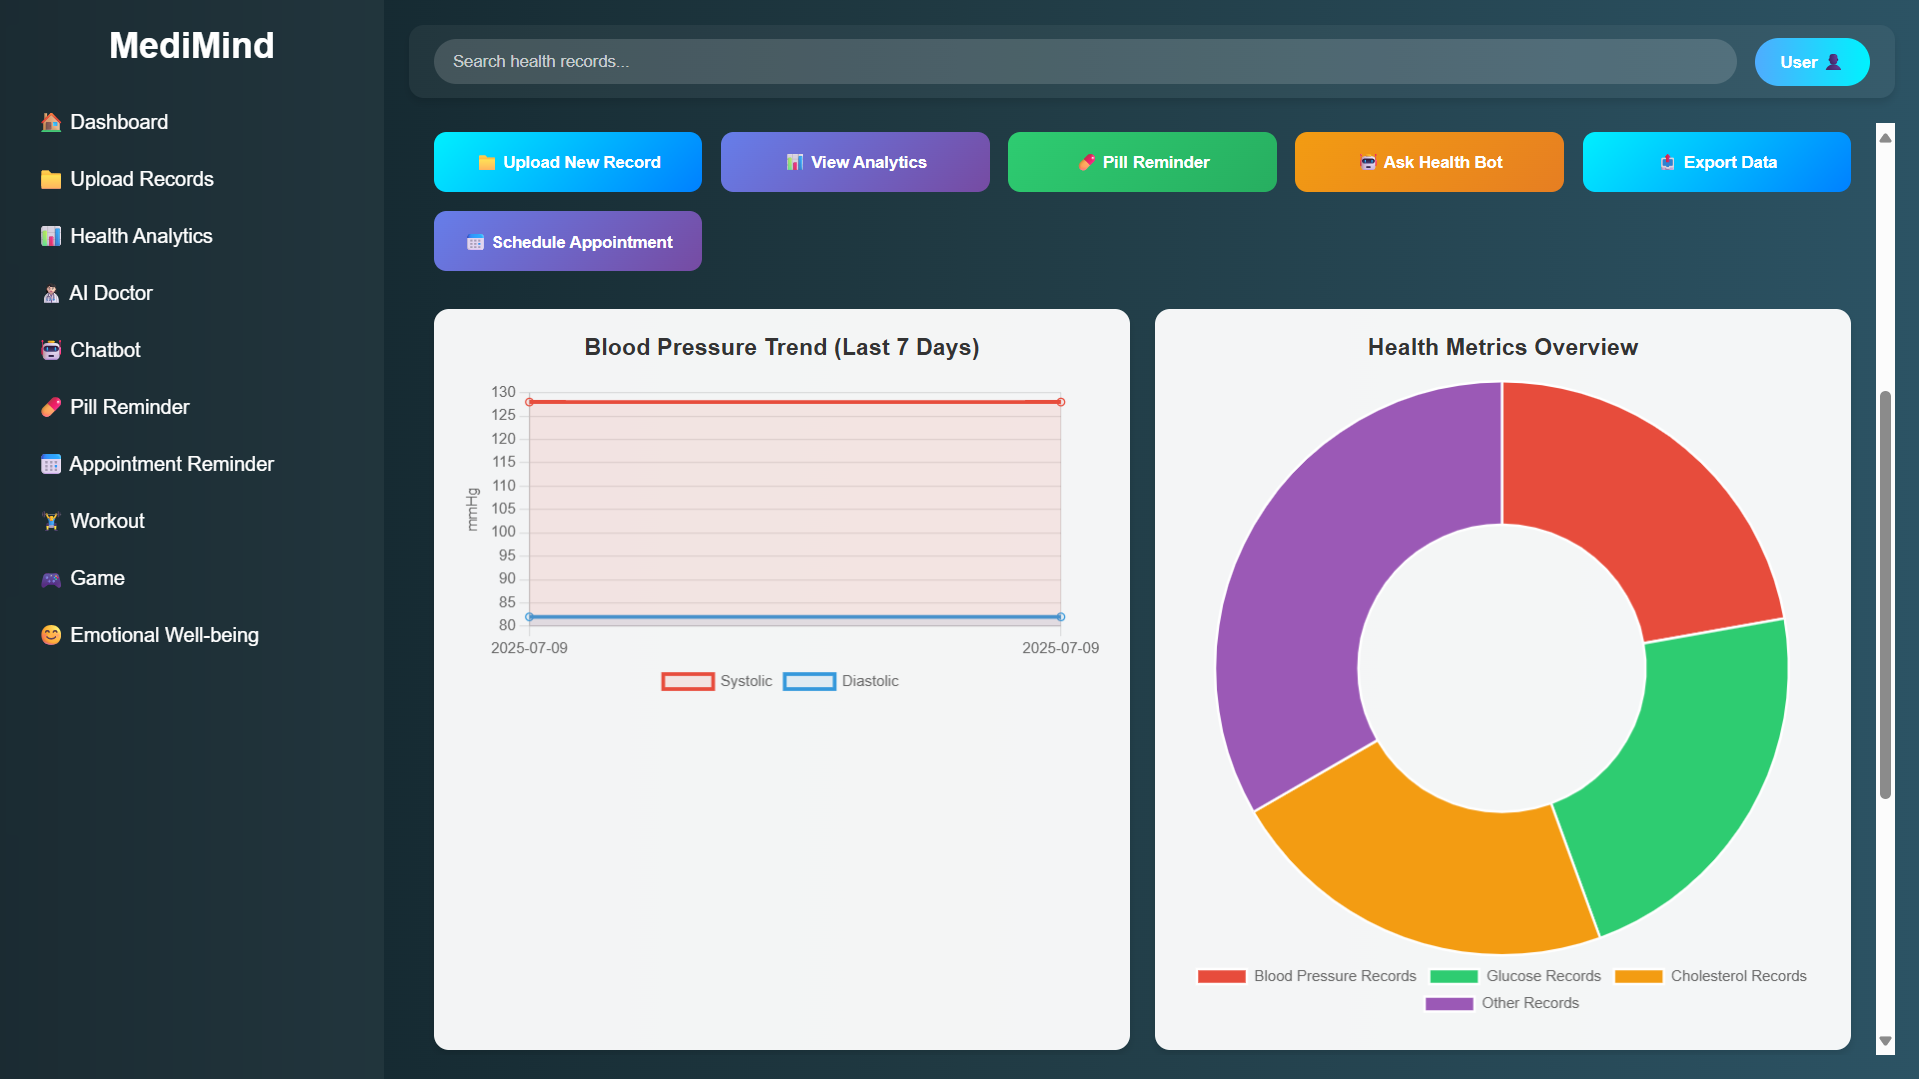 MediMind
Dashboard
Upload Records
Health Analytics
AI Doctor
Chatbot
Pill Reminder
Appointment Reminder
Workout
Game
Emotional Well-being
Search health records...
User
Upload New Record
View Analytics
Pill Reminder
Ask Health Bot
Export Data
Schedule Appointment
Blood Pressure Trend (Last 7 Days)
130
125
120
115
110
105
100
95
90
85
80
mmHg
2025-07-09 2025-07-09
Systolic Diastolic
Health Metrics Overview
Blood Pressure Records Glucose Records Cholesterol Records
Other Records